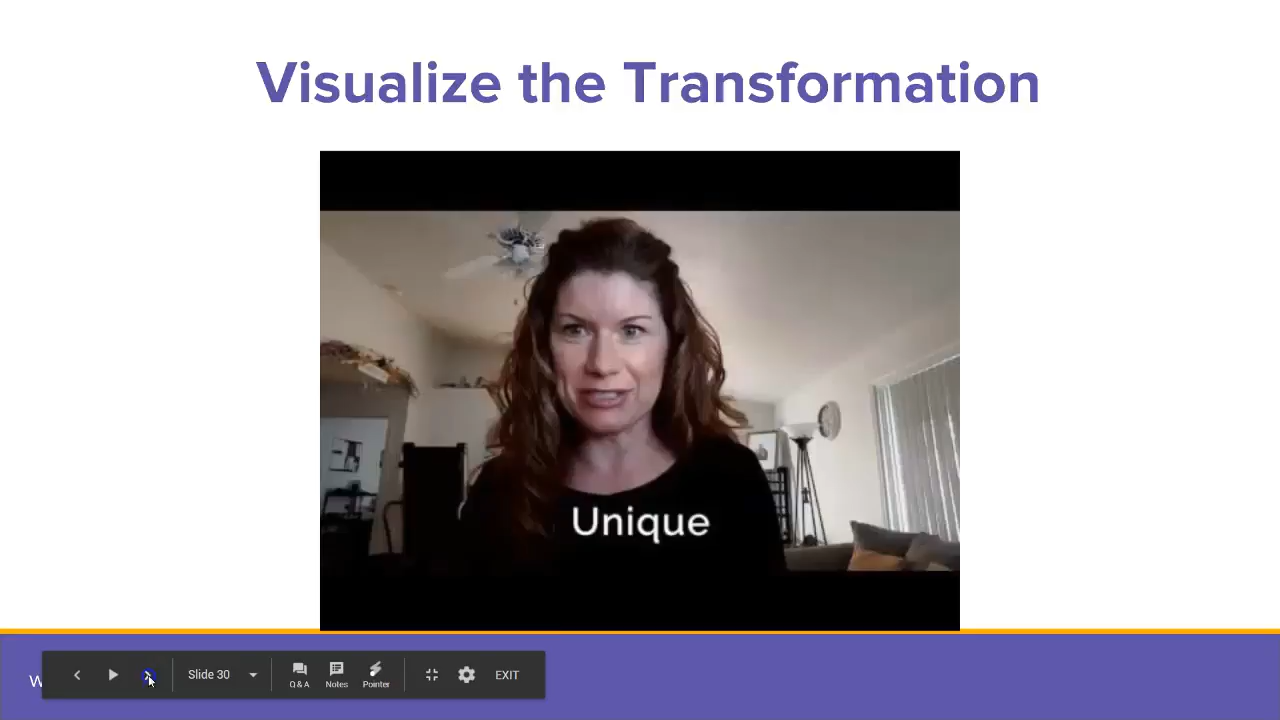 Visualize the Transformation
Unique
W
Slide 30
Q & A
Notes
Pointer
EXIT